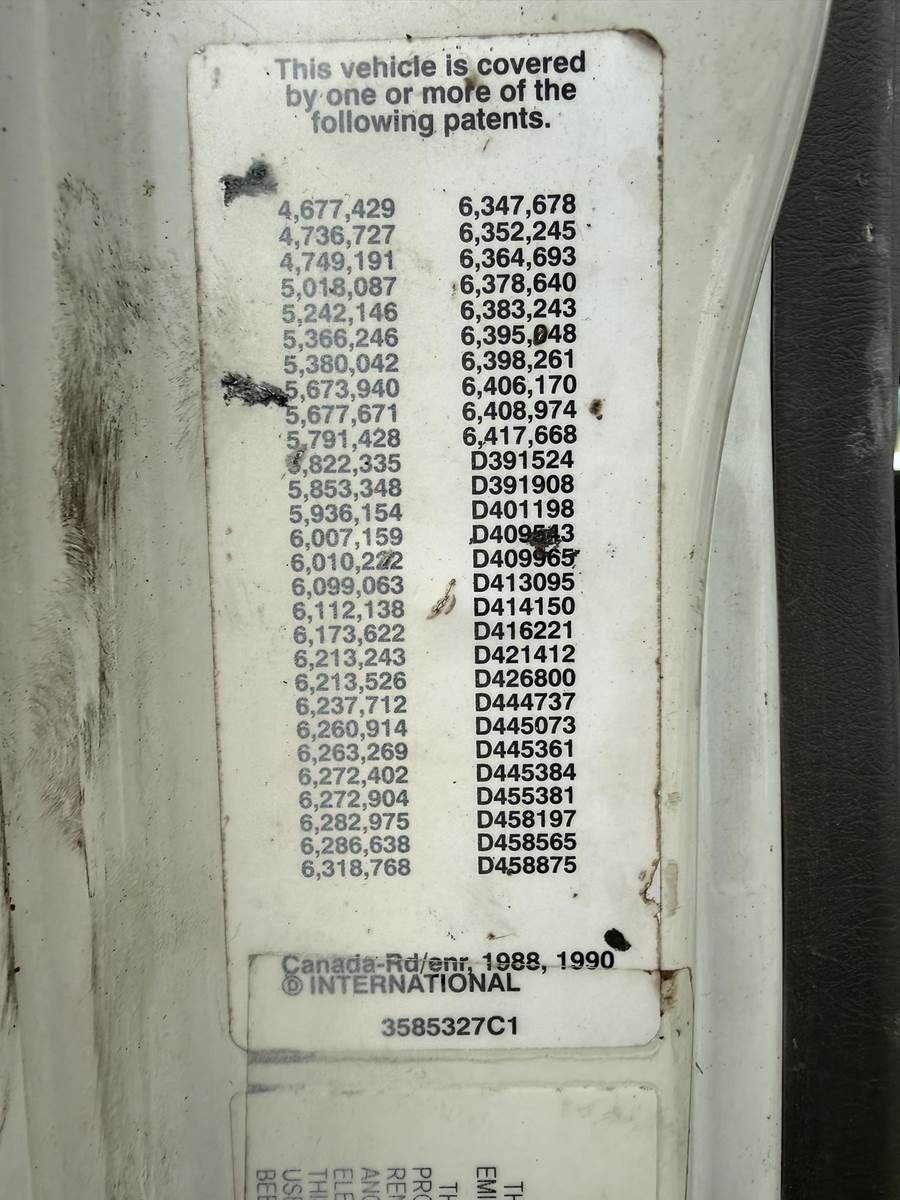 This vehicle is covered
by one or more of the
following patents.
4,677,429 6,347,678
4,736,727 6,352,245
4,749,191 6,364,693
5,018,087 6,378,640
5,242,146 6,383,243
5,366,246 6,395,048
5,380,042 6,398,261
5,673,940 6,406,170
5,677,671 6,408,974
5,791,428 6,417,668
5,822,335 D391524
5,853,348 D391908
5,936,154 D401198
6,007,159 D409543
6,010,222 D409965
6,099,063 D413095
6,112,138 D414150
6,173,622 D416221
6,213,243 D421412
6,213,526 D426800
6,237,712 D444737
6,260,914 D445073
6,263,269 D445361
6,272,402 D445384
6,272,904 D455381
6,282,975 D458197
6,286,638 D458565
6,318,768 D458875
Canada-Rd/enr, 1988, 1990
Ⓓ INTERNATIONAL
3585327C1